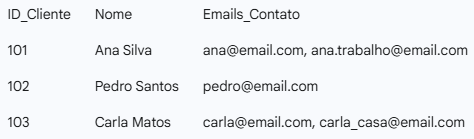 ID_Cliente Nome Emails_Contato
101 Ana Silva ana@email.com, ana.trabalho@email.com
102 Pedro Santos pedro@email.com
103 Carla Matos carla@email.com, carla_casa@email.com